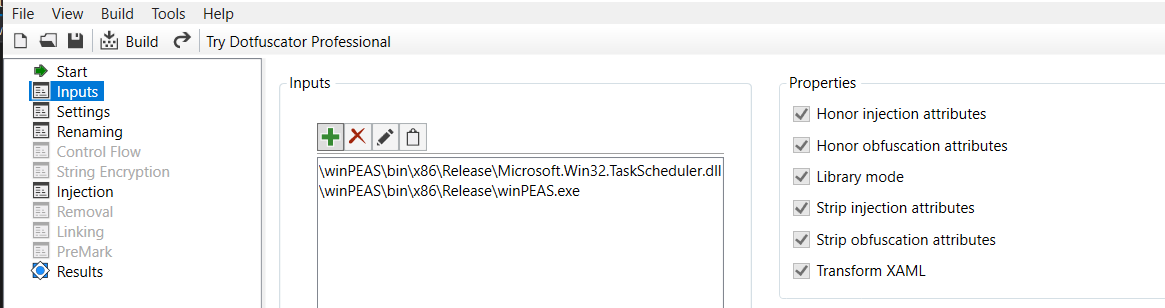 File View Build Tools Help
Build Try Dotfuscator Professional
Start
Inputs
Settings
Renaming
Control Flow
String Encryption
Injection
Removal
Linking
PreMark
Results
Inputs
\winPEAS\bin\x86\Release\Microsoft.Win32.TaskScheduler.dll
\winPEAS\bin\x86\Release\winPEAS.exe
Properties
Honor injection attributes
Honor obfuscation attributes
Library mode
Strip injection attributes
Strip obfuscation attributes
Transform XAML